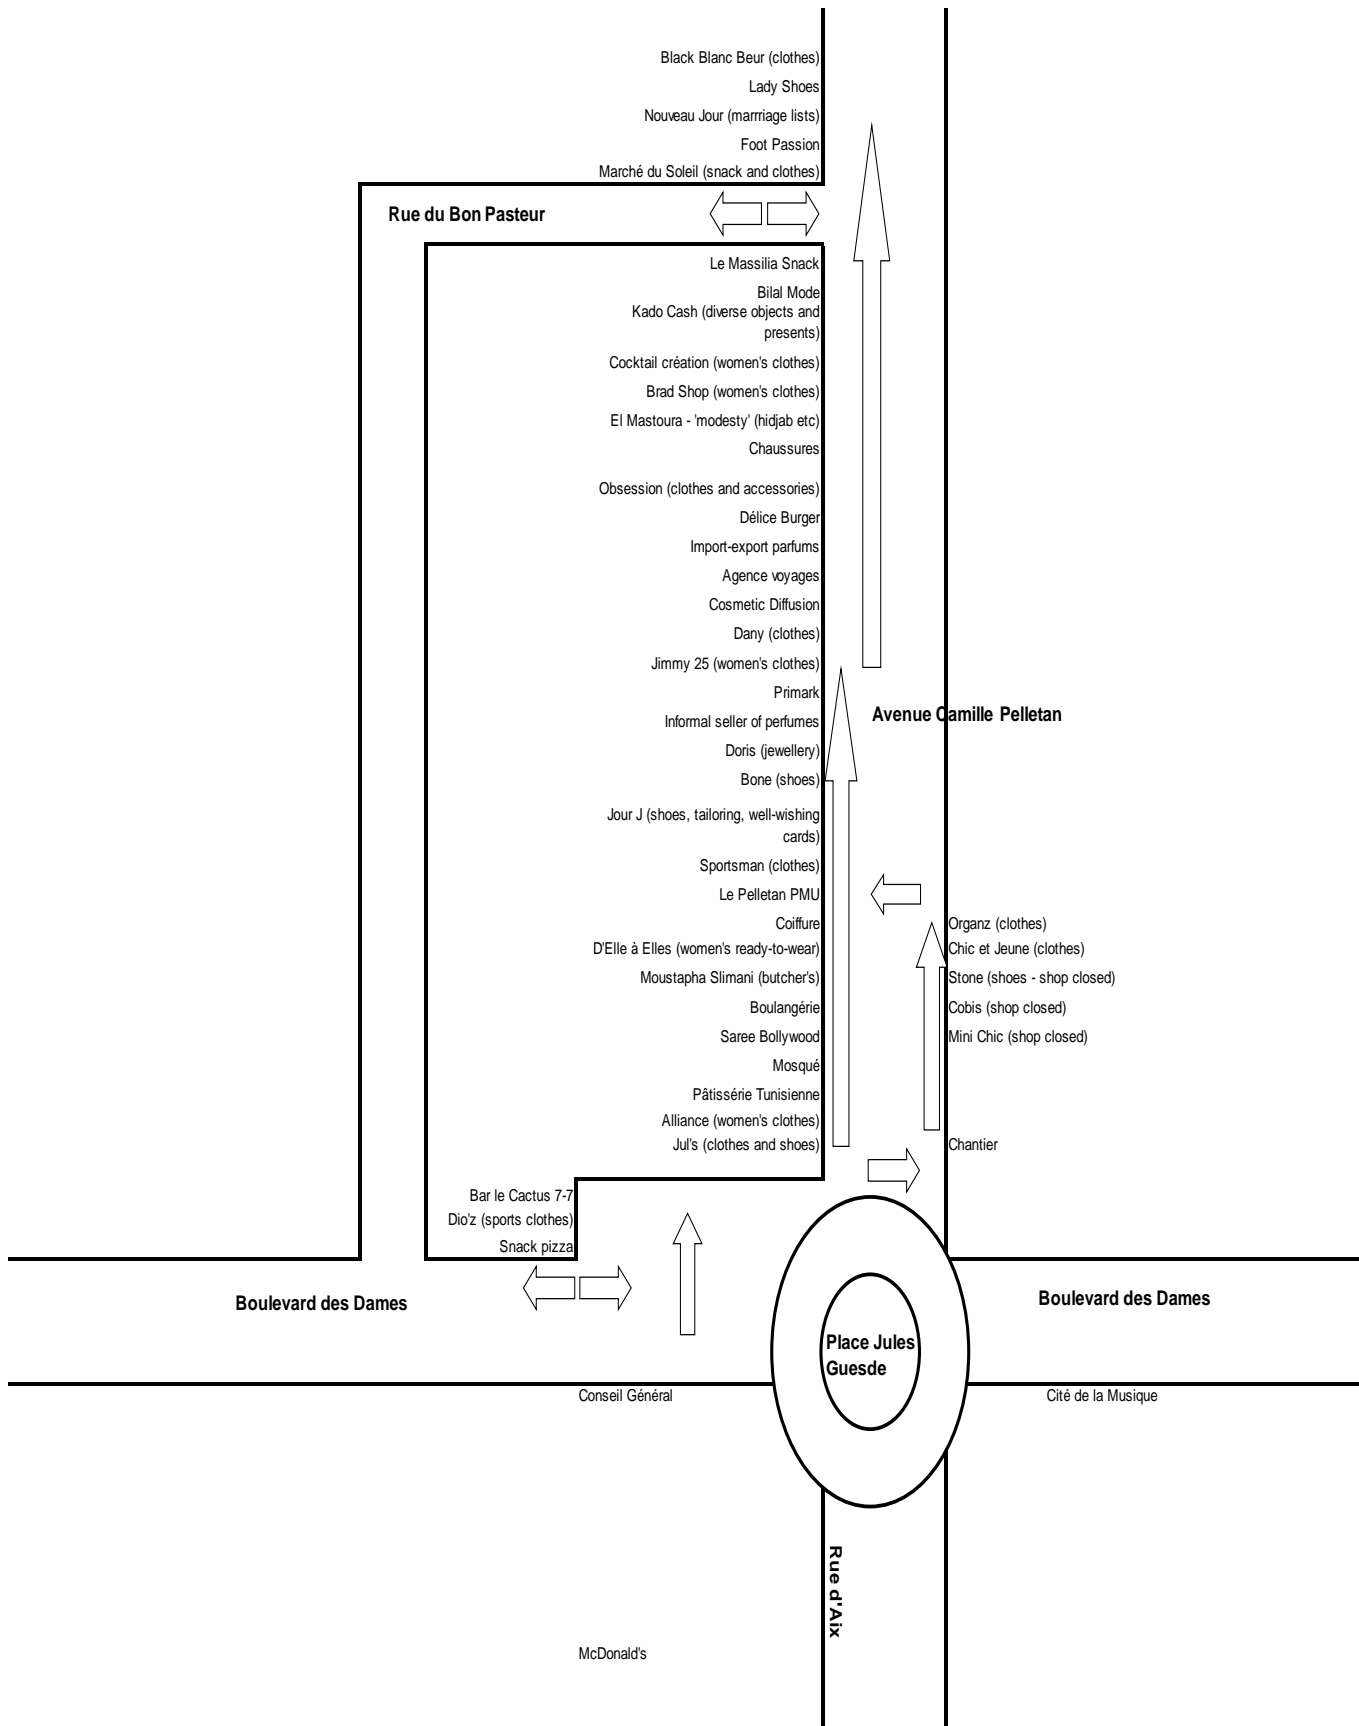 Black Blanc Beur (clothes)
Lady Shoes
Nouveau Jour (marrriage lists)
Foot Passion
Marché du Soleil (snack and clothes)
Rue du Bon Pasteur
Le Massilia Snack
Bilal Mode
Kado Cash (diverse objects and
presents)
Cocktail création (women's clothes)
Brad Shop (women's clothes)
El Mastoura - 'modesty' (hidjab etc)
Chaussures
Obsession (clothes and accessories)
Délice Burger
Import-export parfums
Agence voyages
Cosmetic Diffusion
Dany (clothes)
Jimmy 25 (women's clothes)
Primark
Avenue Camille Pelletan
Informal seller of perfumes
Doris (jewellery)
Bone (shoes)
Jour J (shoes, tailoring, well-wishing
cards)
Sportsman (clothes)
Le Pelletan PMU
Coiffure
Organz (clothes)
D'Elle à Elles (women's ready-to-wear)
Chic et Jeune (clothes)
Moustapha Slimani (butcher's)
Stone (shoes - shop closed)
Boulangérie
Cobis (shop closed)
Saree Bollywood
Mini Chic (shop closed)
Mosqué
Pâtissérie Tunisienne
Alliance (women's clothes)
Jul's (clothes and shoes)
Chantier
Bar le Cactus 7-7
Dio'z (sports clothes)
Snack pizza
Boulevard des Dames
Boulevard des Dames
Place Jules
Guesde
Conseil Général
Cité de la Musique
Rue d'Aix
McDonald's